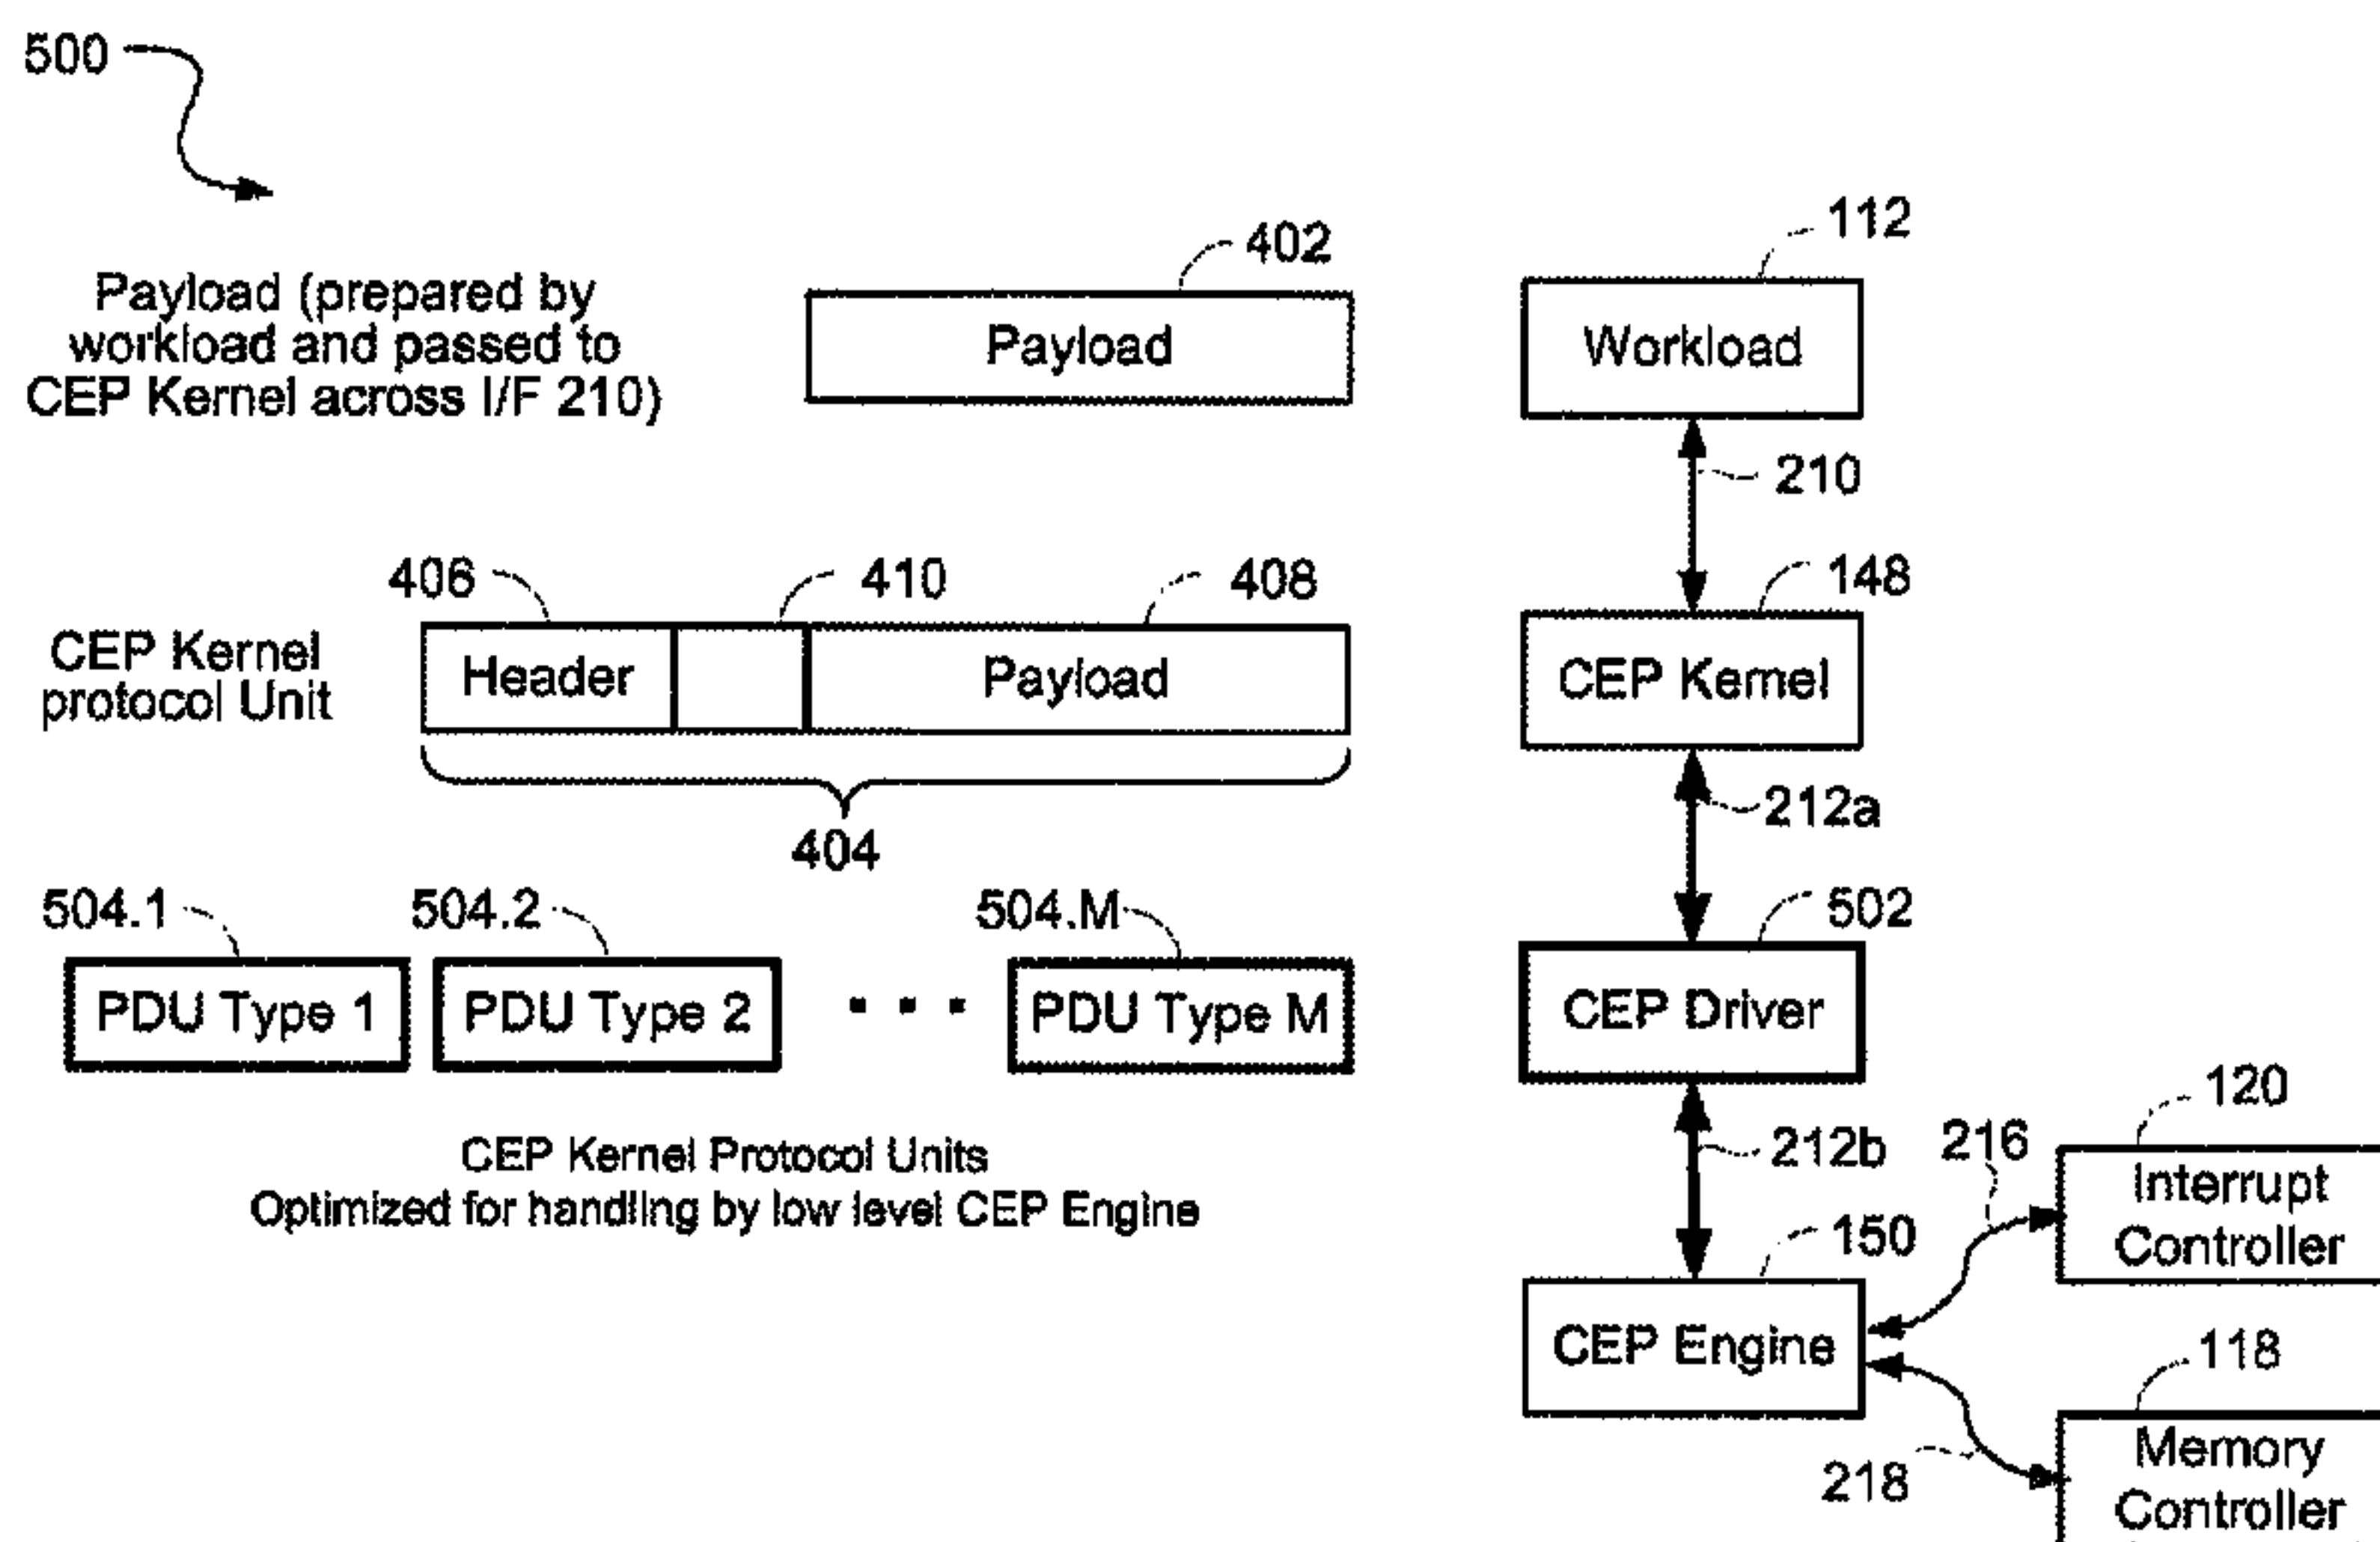 500
402
112
Payload (prepared by
workload and passed to
CEP Kernel across I/F 210)
Payload
Workload
210
406
410
408
148
CEP Kernel
protocol Unit
Header
Payload
CEP Kernel
212a
404
504.1
504.2
504.M
502
PDU Type 1
PDU Type 2
. . .
PDU Type M
CEP Driver
120
CEP Kernel Protocol Units
Optimized for handling by low level CEP Engine
212b
216
Interrupt
Controller
150
CEP Engine
118
218
Memory
Controller